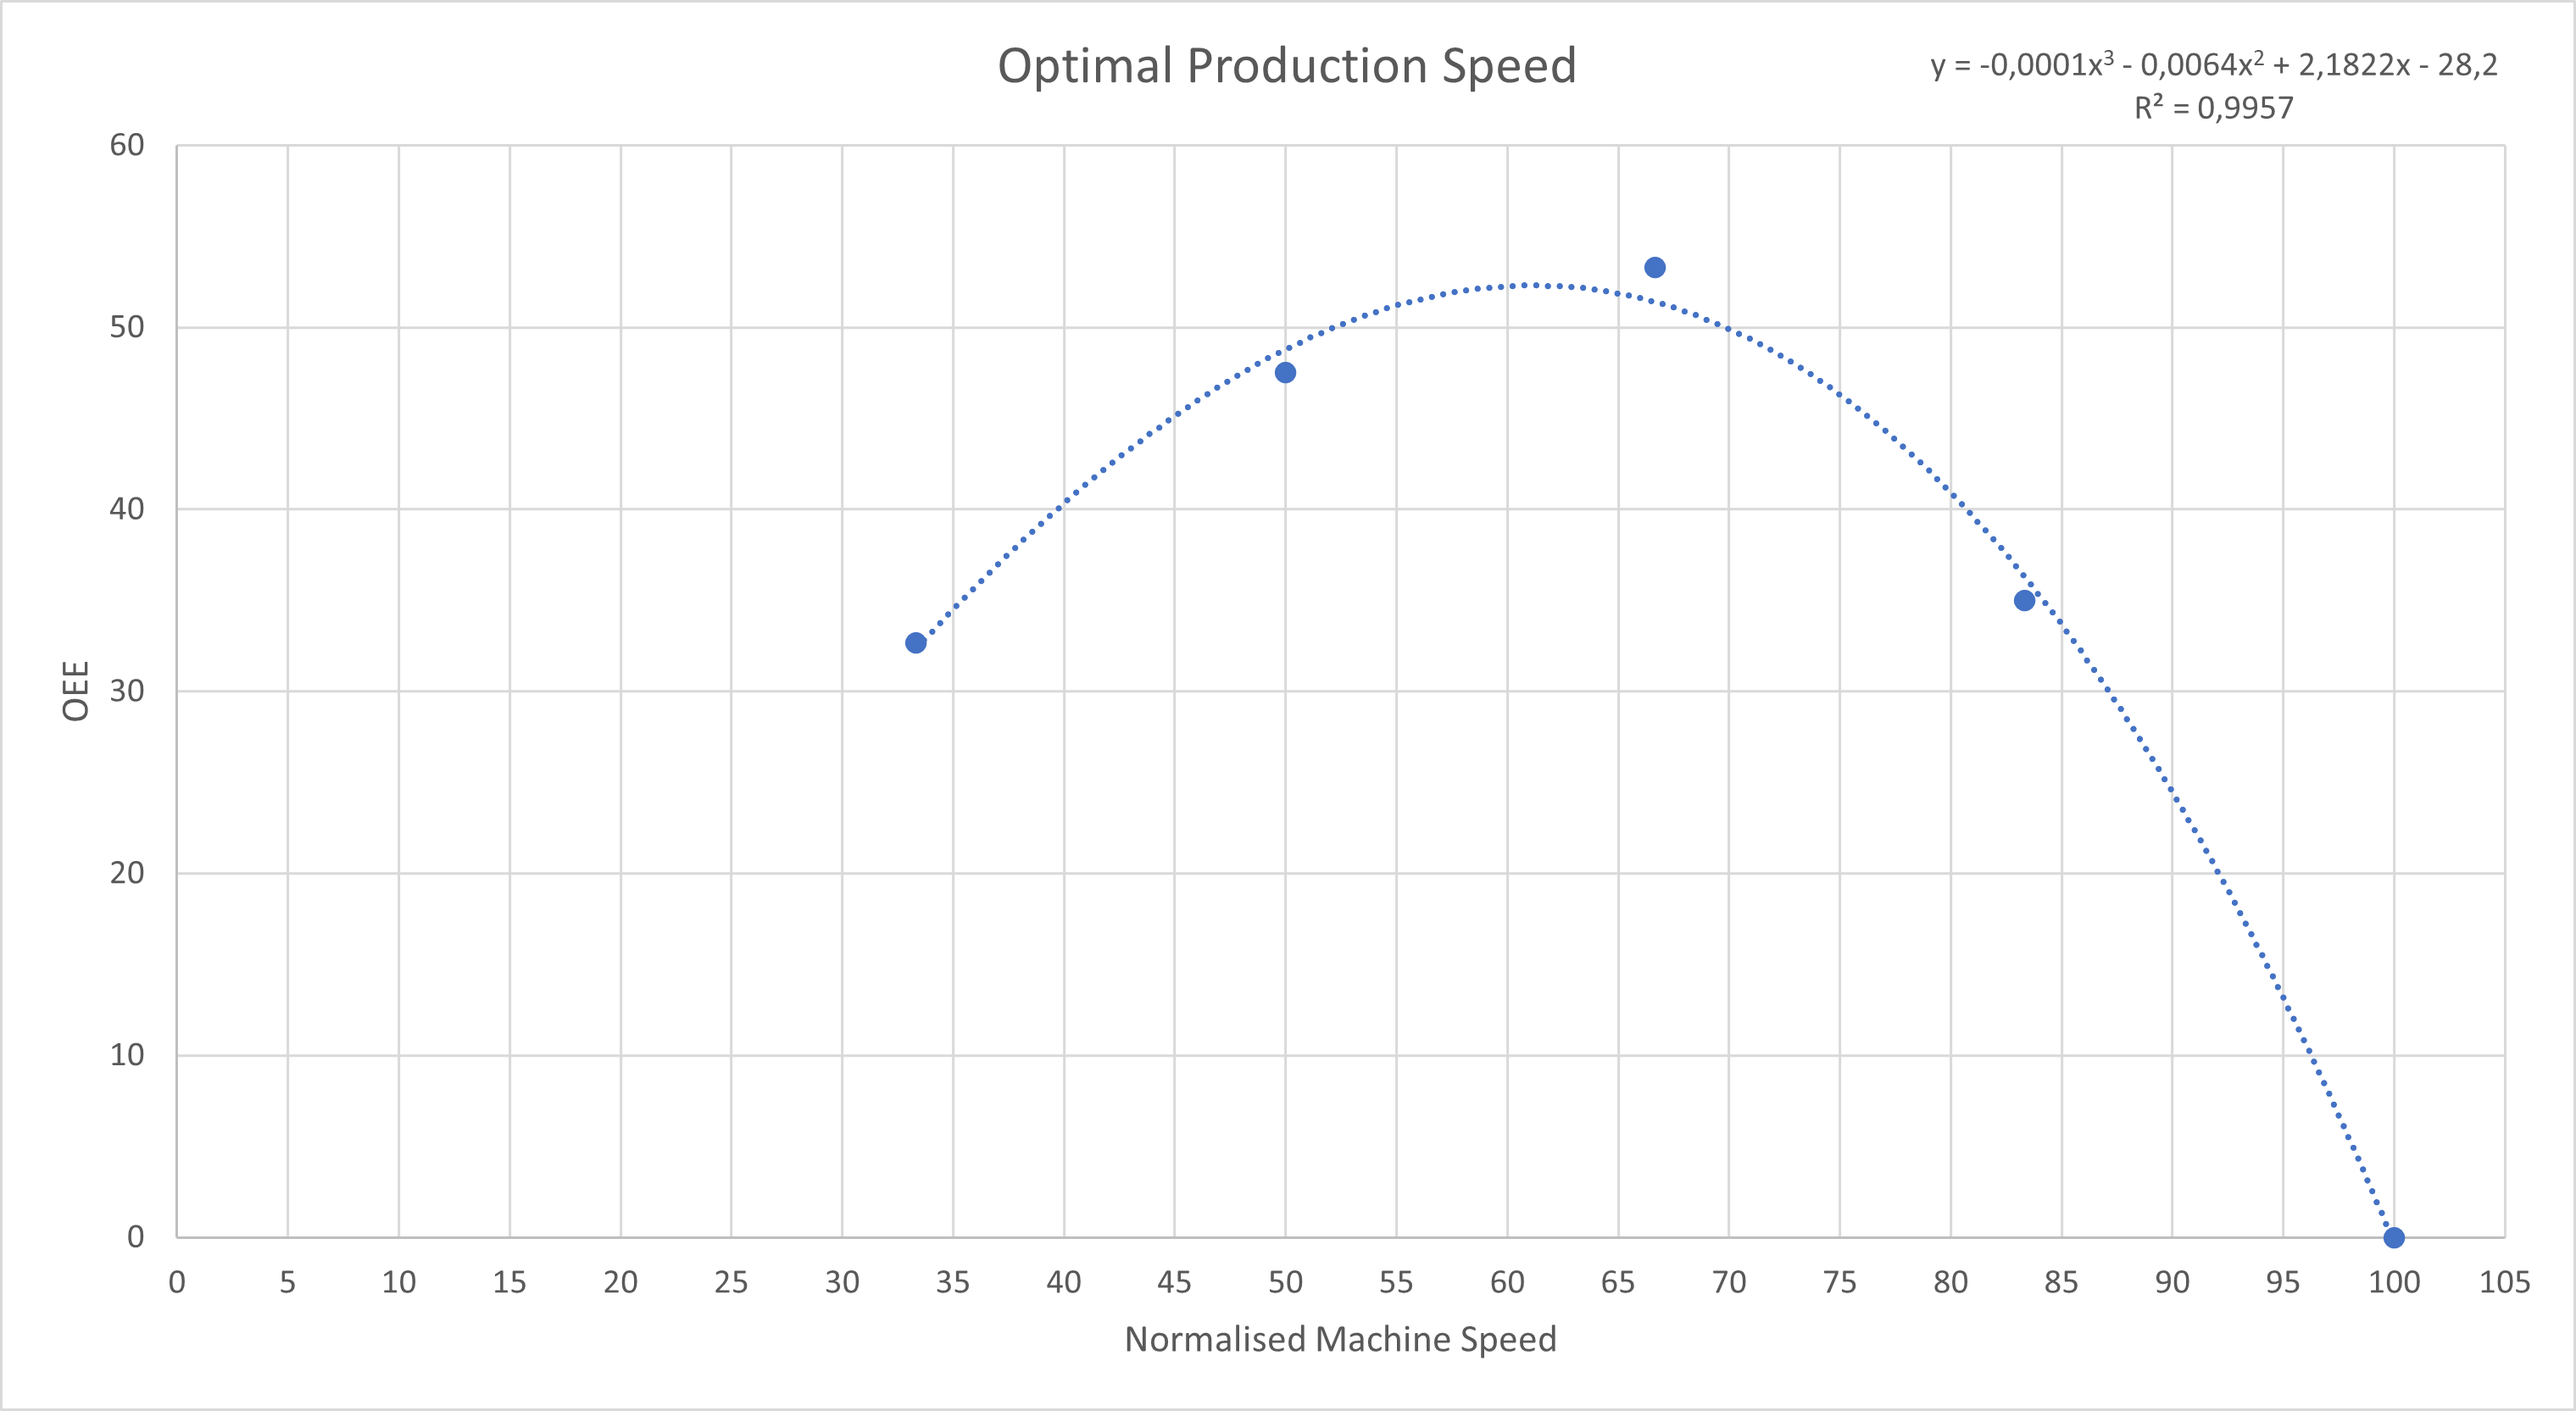 Optimal Production Speed
y = -0,0001x³ - 0,0064x² + 2,1822x - 28,2
R² = 0,9957
60
50
40
30
20
10
0
OEE
0 5 10 15 20 25 30 35 40 45 50 55 60 65 70 75 80 85 90 95 100 105
Normalised Machine Speed